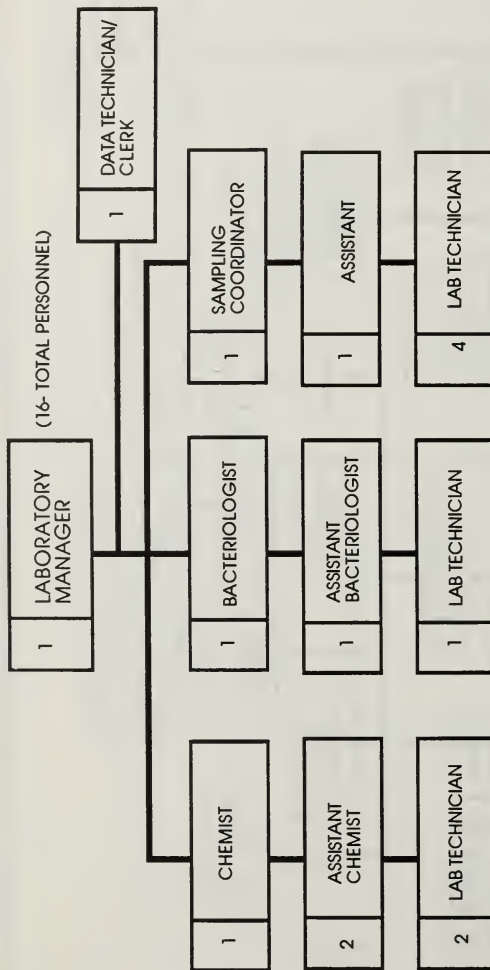 1
LABORATORY
MANAGER
(16- TOTAL PERSONNEL)
1
DATA TECHNICIAN/
CLERK
1
CHEMIST
1
BACTERIOLOGIST
1
SAMPLING
COORDINATOR
2
ASSISTANT
CHEMIST
1
ASSISTANT
BACTERIOLOGIST
1
ASSISTANT
2
LAB TECHNICIAN
1
LAB TECHNICIAN
4
LAB TECHNICIAN